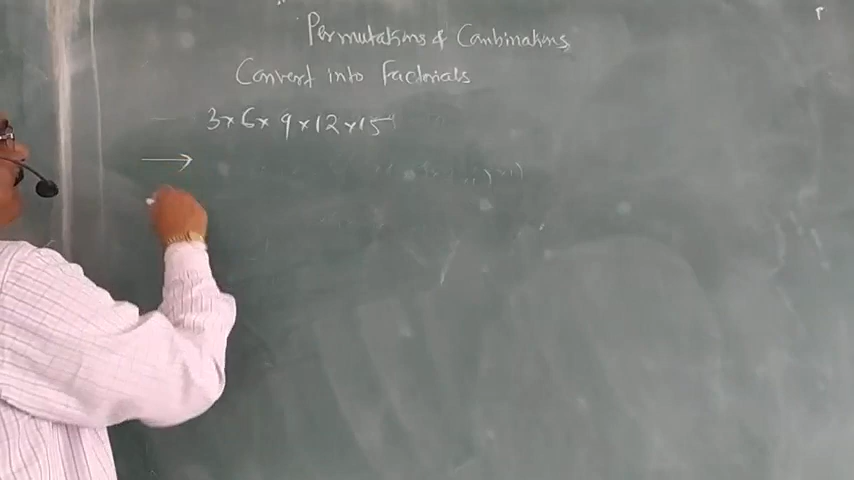 Permutations & Combinations
Convert into Factorials
3×6×9×12×15
→